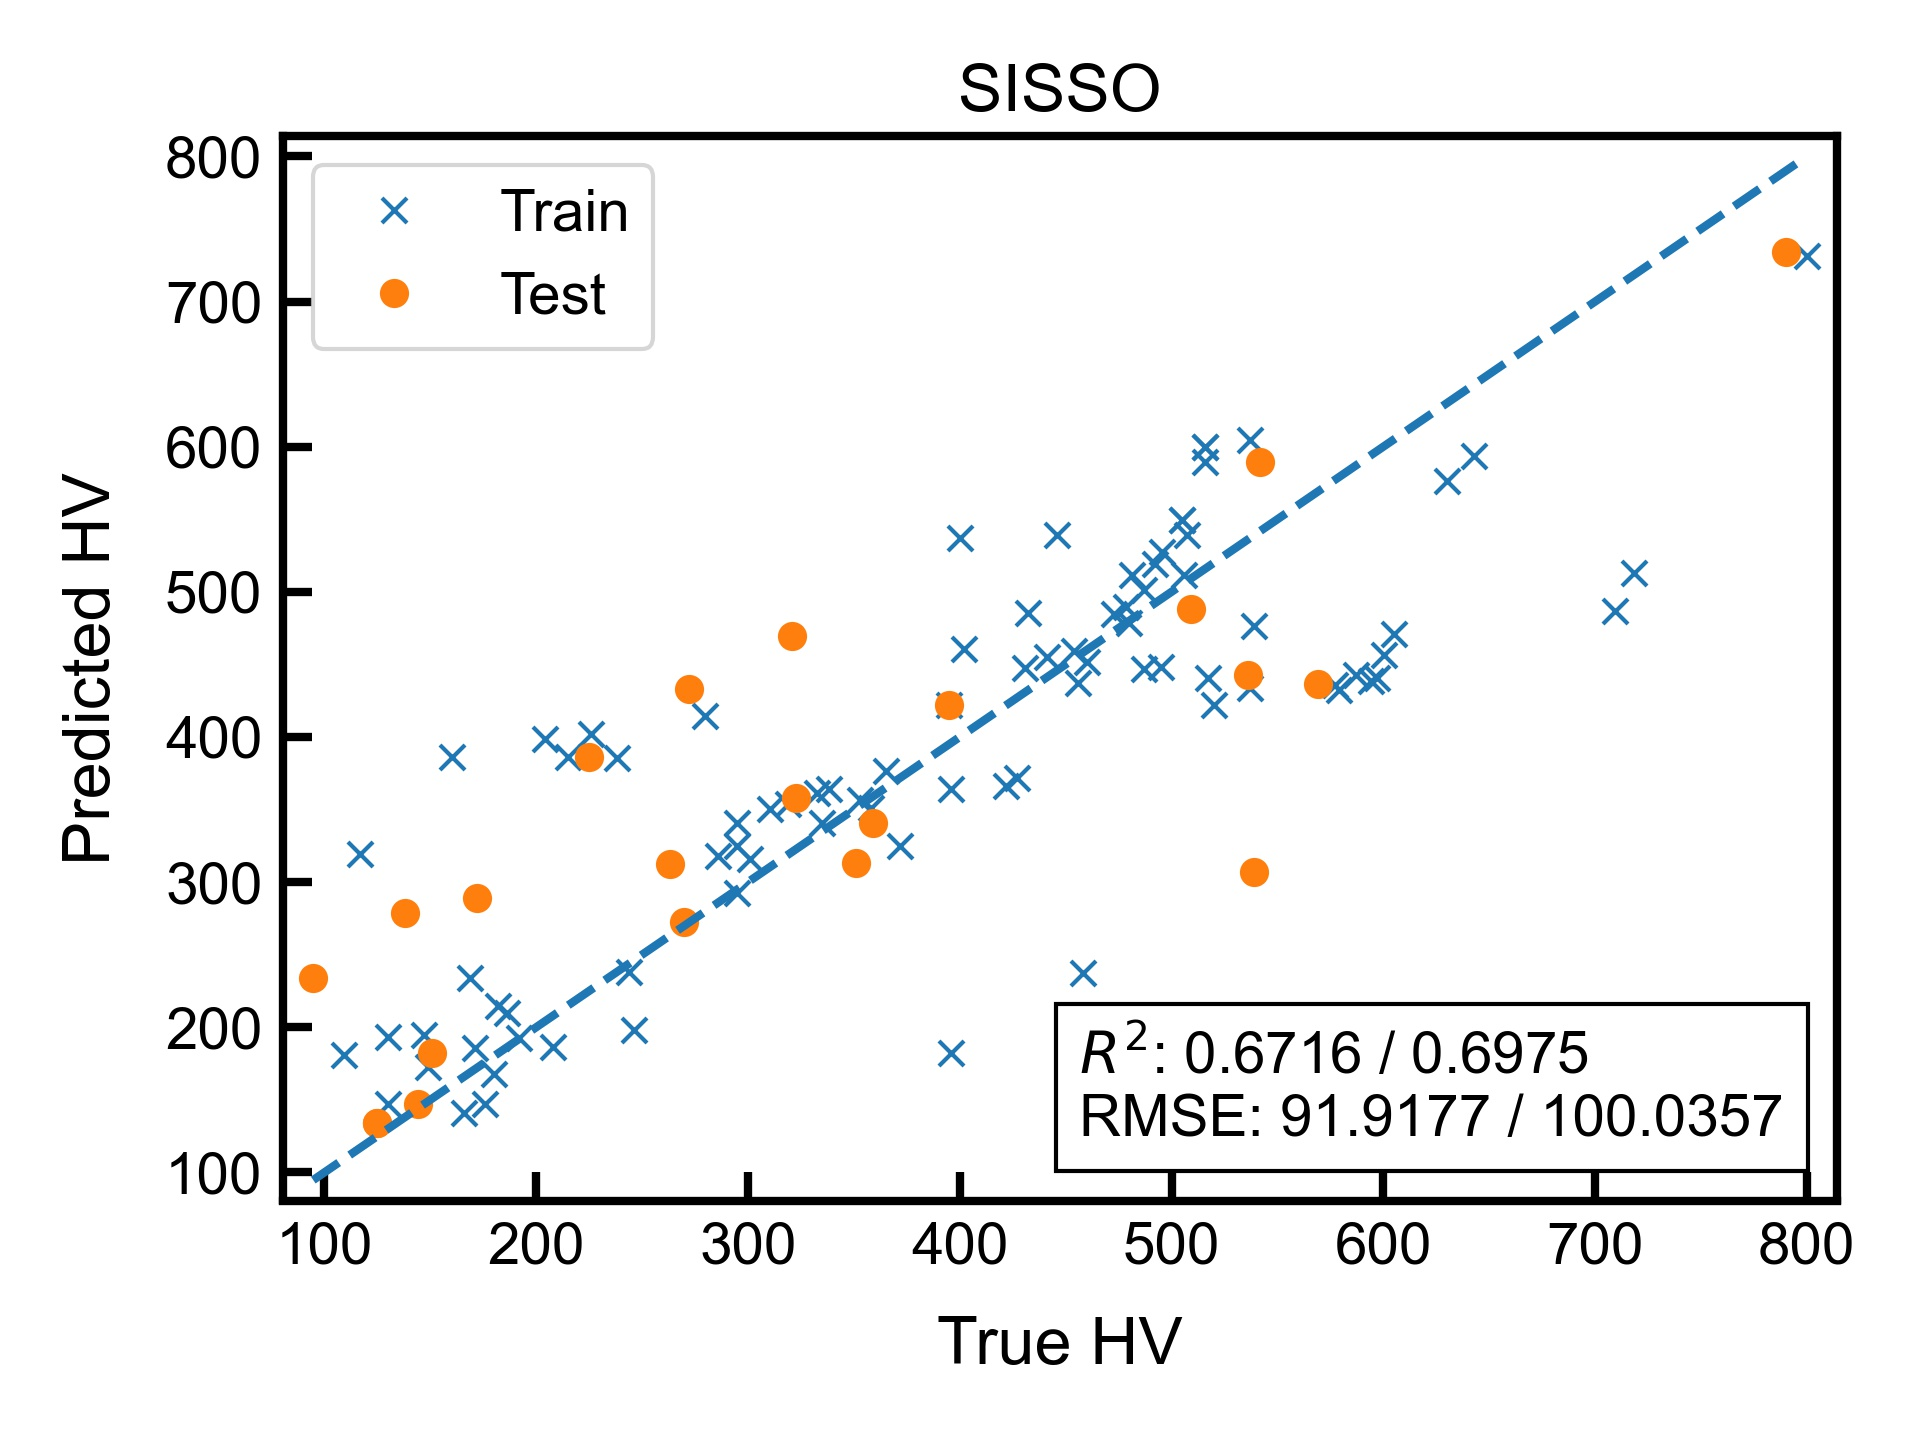 SISSO
800
700
600
500
400
300
200
100
Predicted HV
Train
Test
R²: 0.6716 / 0.6975
RMSE: 91.9177 / 100.0357
100 200 300 400 500 600 700 800
True HV